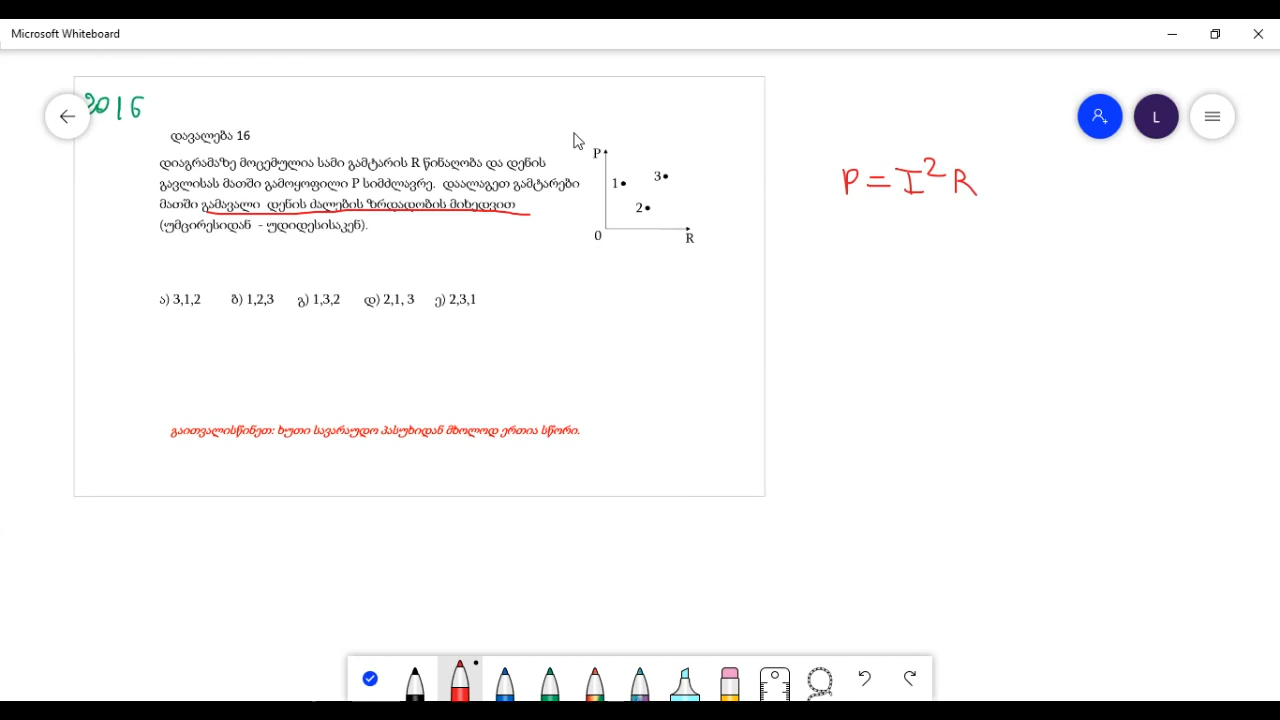 Microsoft Whiteboard
2016
დავალება 16
დიაგრამაზე მოცემულია სამი გამტარის R წინაღობა და დენის
გავლისას მათში გამოყოფილი P სიმძლავრე. დაალაგეთ გამტარები
მათში გამავალი დენის ძალების ზრდადობის მიხედვით
(უმცირესიდან - უდიდესისაკენ).
P
1
3
2
0
R
P = I² R
L
ა) 3,1,2 ბ) 1,2,3 გ) 1,3,2 დ) 2,1, 3 ე) 2,3,1
გაითვალისწინეთ: ხუთი სავარაუდო პასუხიდან მხოლოდ ერთია სწორი.